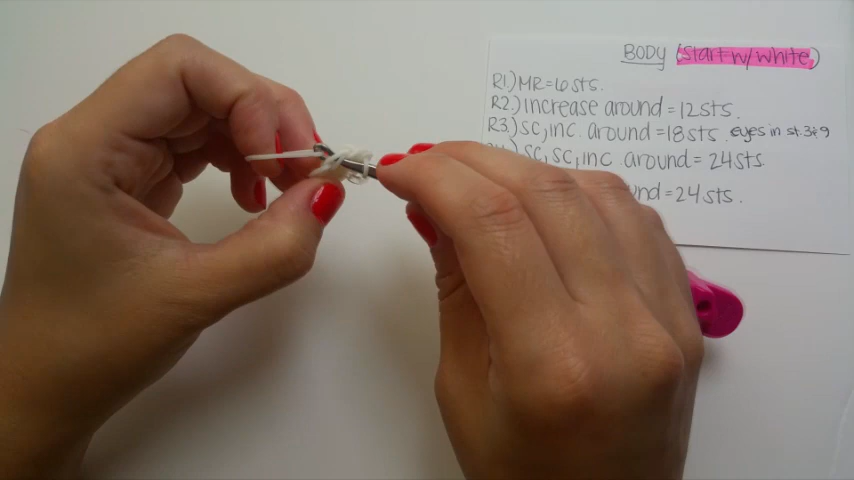 BODY (start w/ white)
R1.) MR=6 sts.
R2.) increase around = 12 sts.
R3.) sc, inc. around = 18 sts. eyes in st. 3 & 9
sc, sc, inc around = 24 sts
= 24 sts.